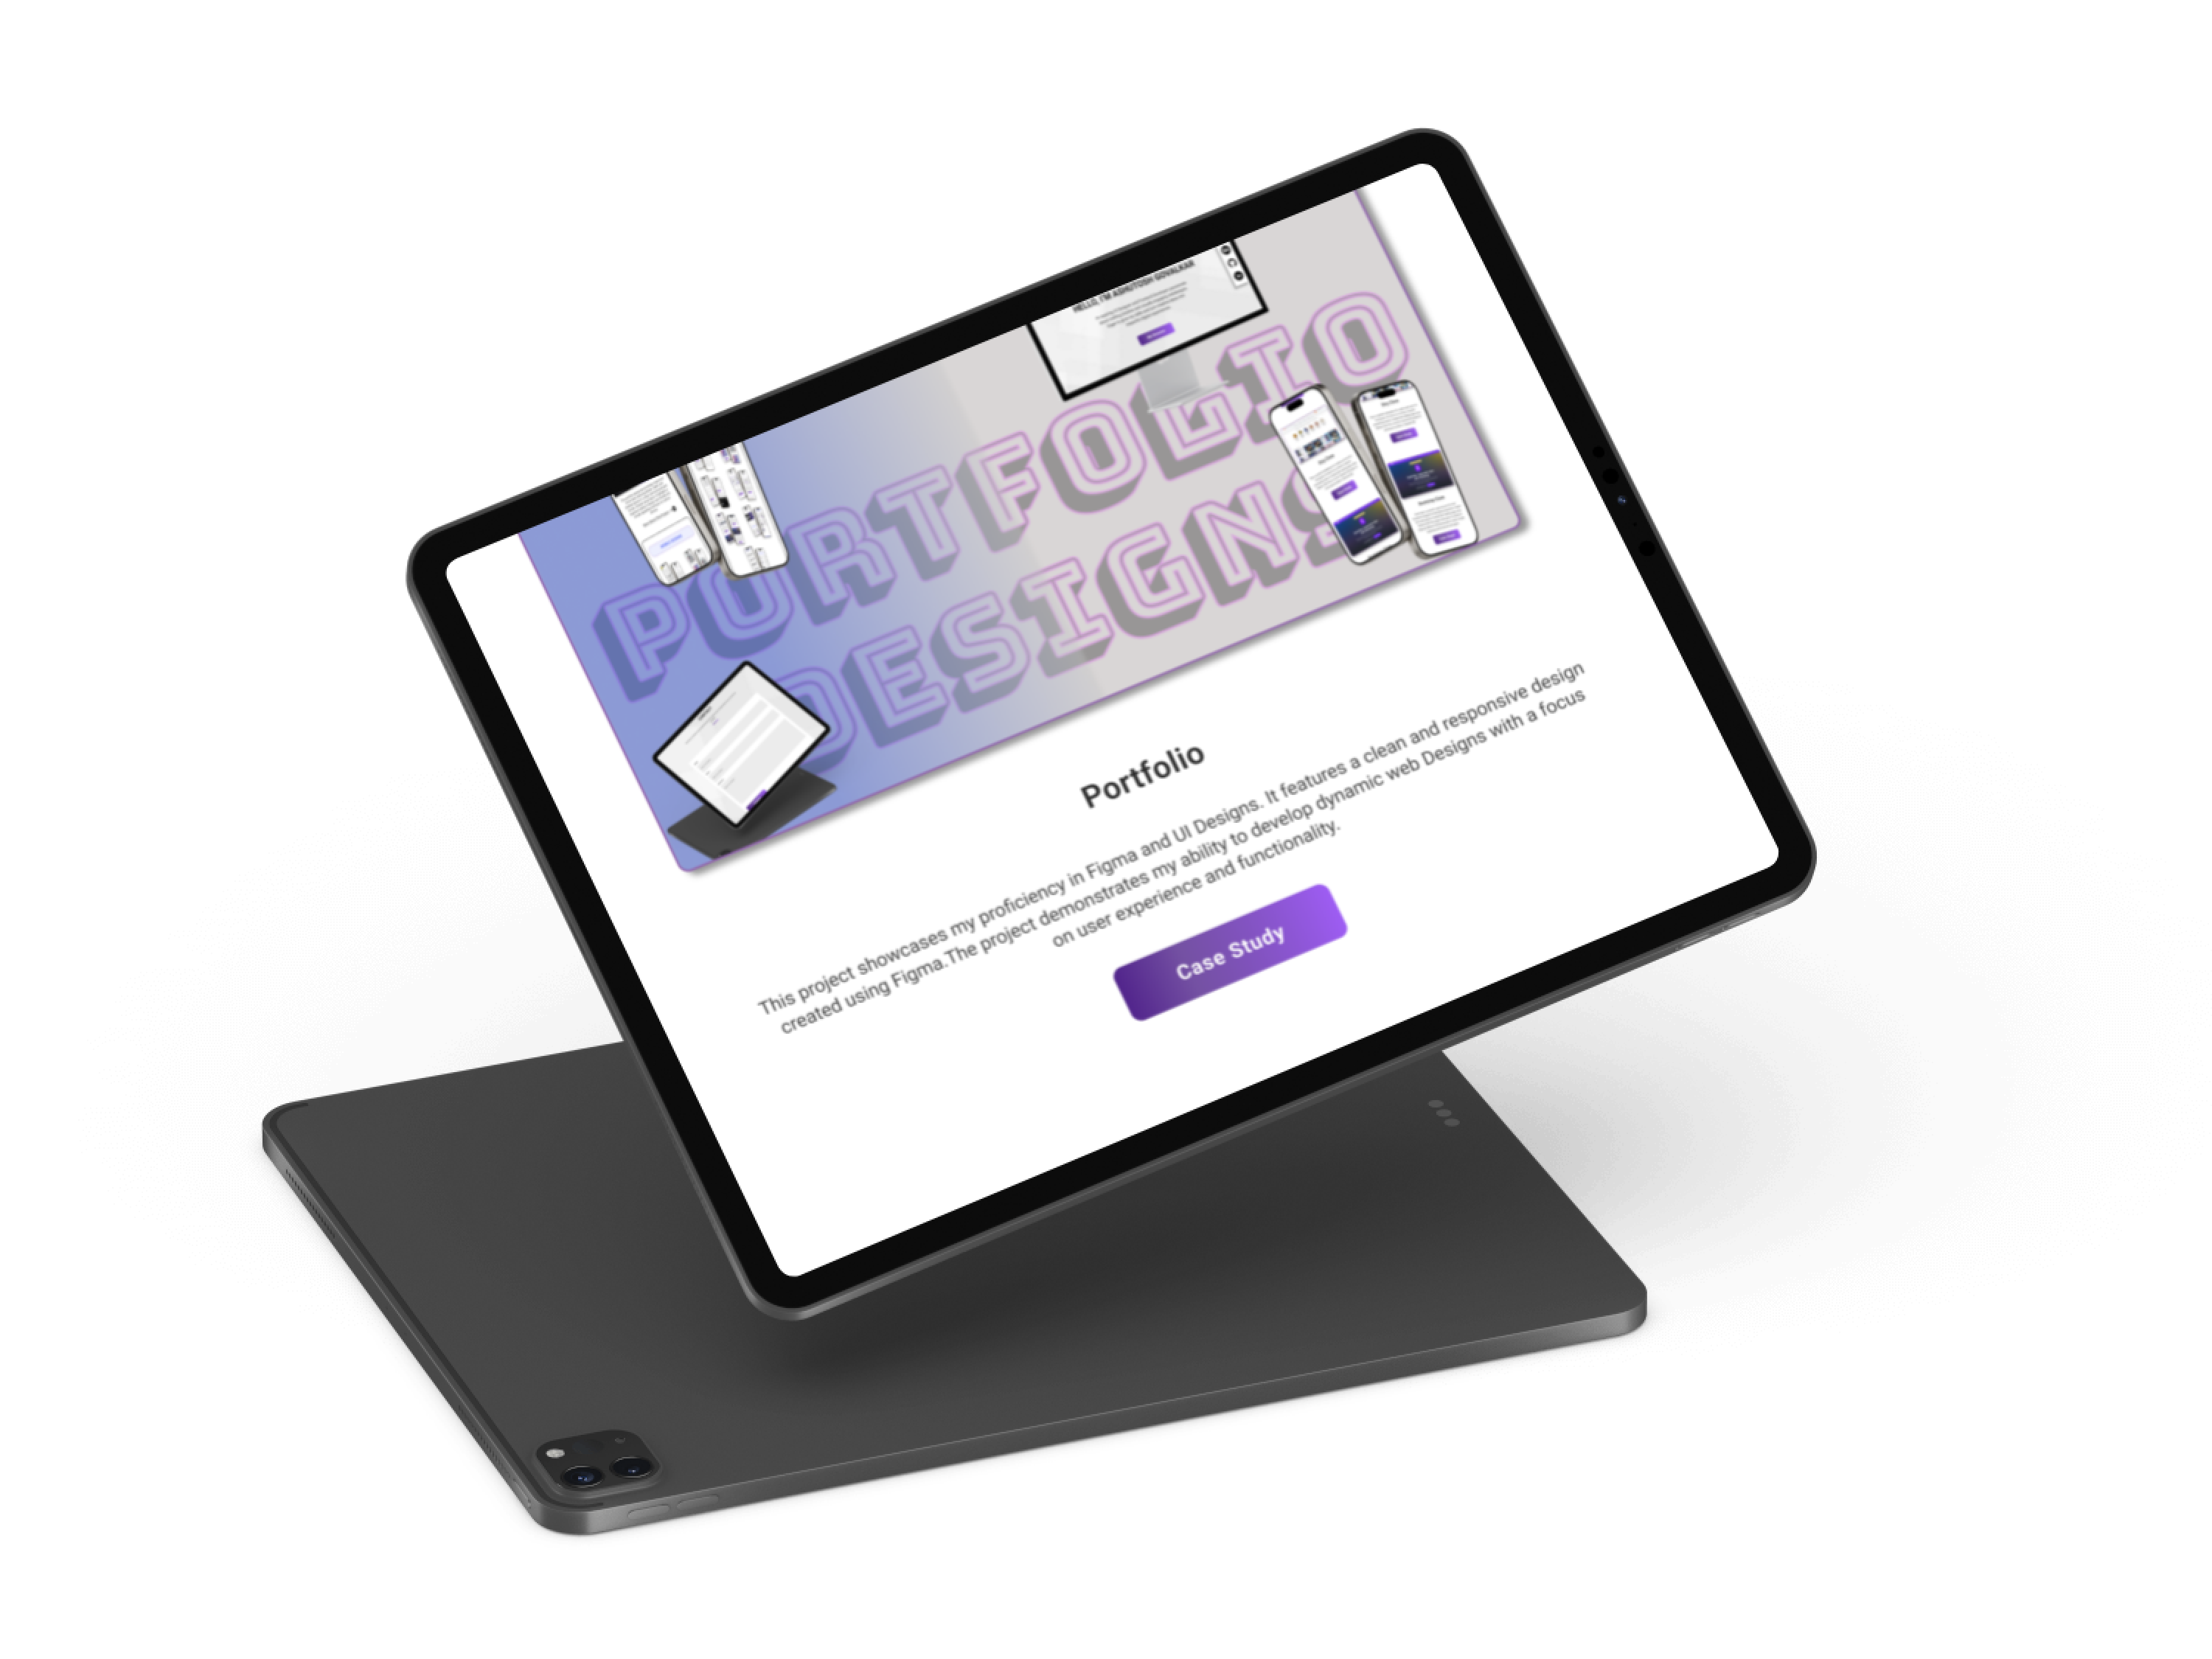 HELLO, I'M ASHUTOSH GOVALKAR
PORTFOLIO
DESIGNS
Portfolio
This project showcases my proficiency in Figma and UI Designs. It features a clean and responsive design
created using Figma.The project demonstrates my ability to develop dynamic web Designs with a focus
on user experience and functionality.
Case Study